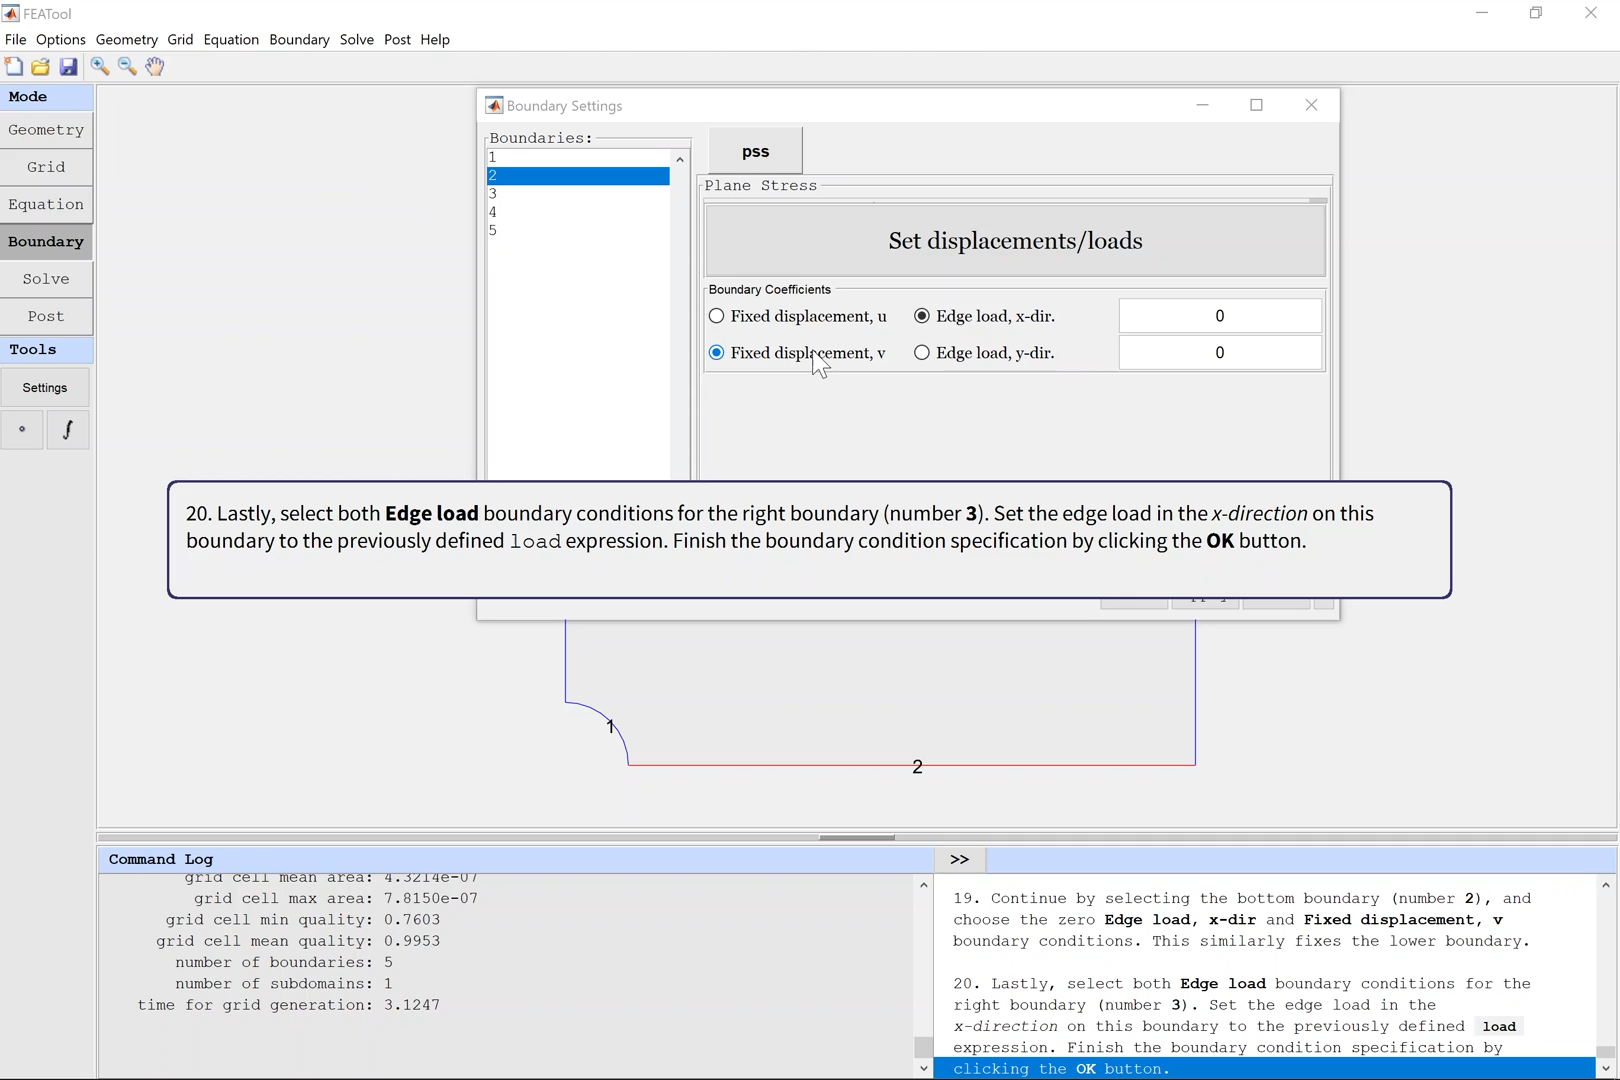 FEATool
File Options Geometry Grid Equation Boundary Solve Post Help
Mode
Geometry
Grid
Equation
Boundary
Solve
Post
Tools
Settings
∫
Boundary Settings
Boundaries:
1
2
3
4
5
pss
Plane Stress
Set displacements/loads
Boundary Coefficients
Fixed displacement, u Edge load, x-dir. 0
Fixed displacement, v Edge load, y-dir. 0
20. Lastly, select both Edge load boundary conditions for the right boundary (number 3). Set the edge load in the x-direction on this
boundary to the previously defined load expression. Finish the boundary condition specification by clicking the OK button.
1
2
Command Log
grid cell mean area: 4.3214e-07
grid cell max area: 7.8150e-07
grid cell min quality: 0.7603
grid cell mean quality: 0.9953
number of boundaries: 5
number of subdomains: 1
time for grid generation: 3.1247
>>
19. Continue by selecting the bottom boundary (number 2), and
choose the zero Edge load, x-dir and Fixed displacement, v
boundary conditions. This similarly fixes the lower boundary.
20. Lastly, select both Edge load boundary conditions for the
right boundary (number 3). Set the edge load in the
x-direction on this boundary to the previously defined load
expression. Finish the boundary condition specification by
clicking the OK button.